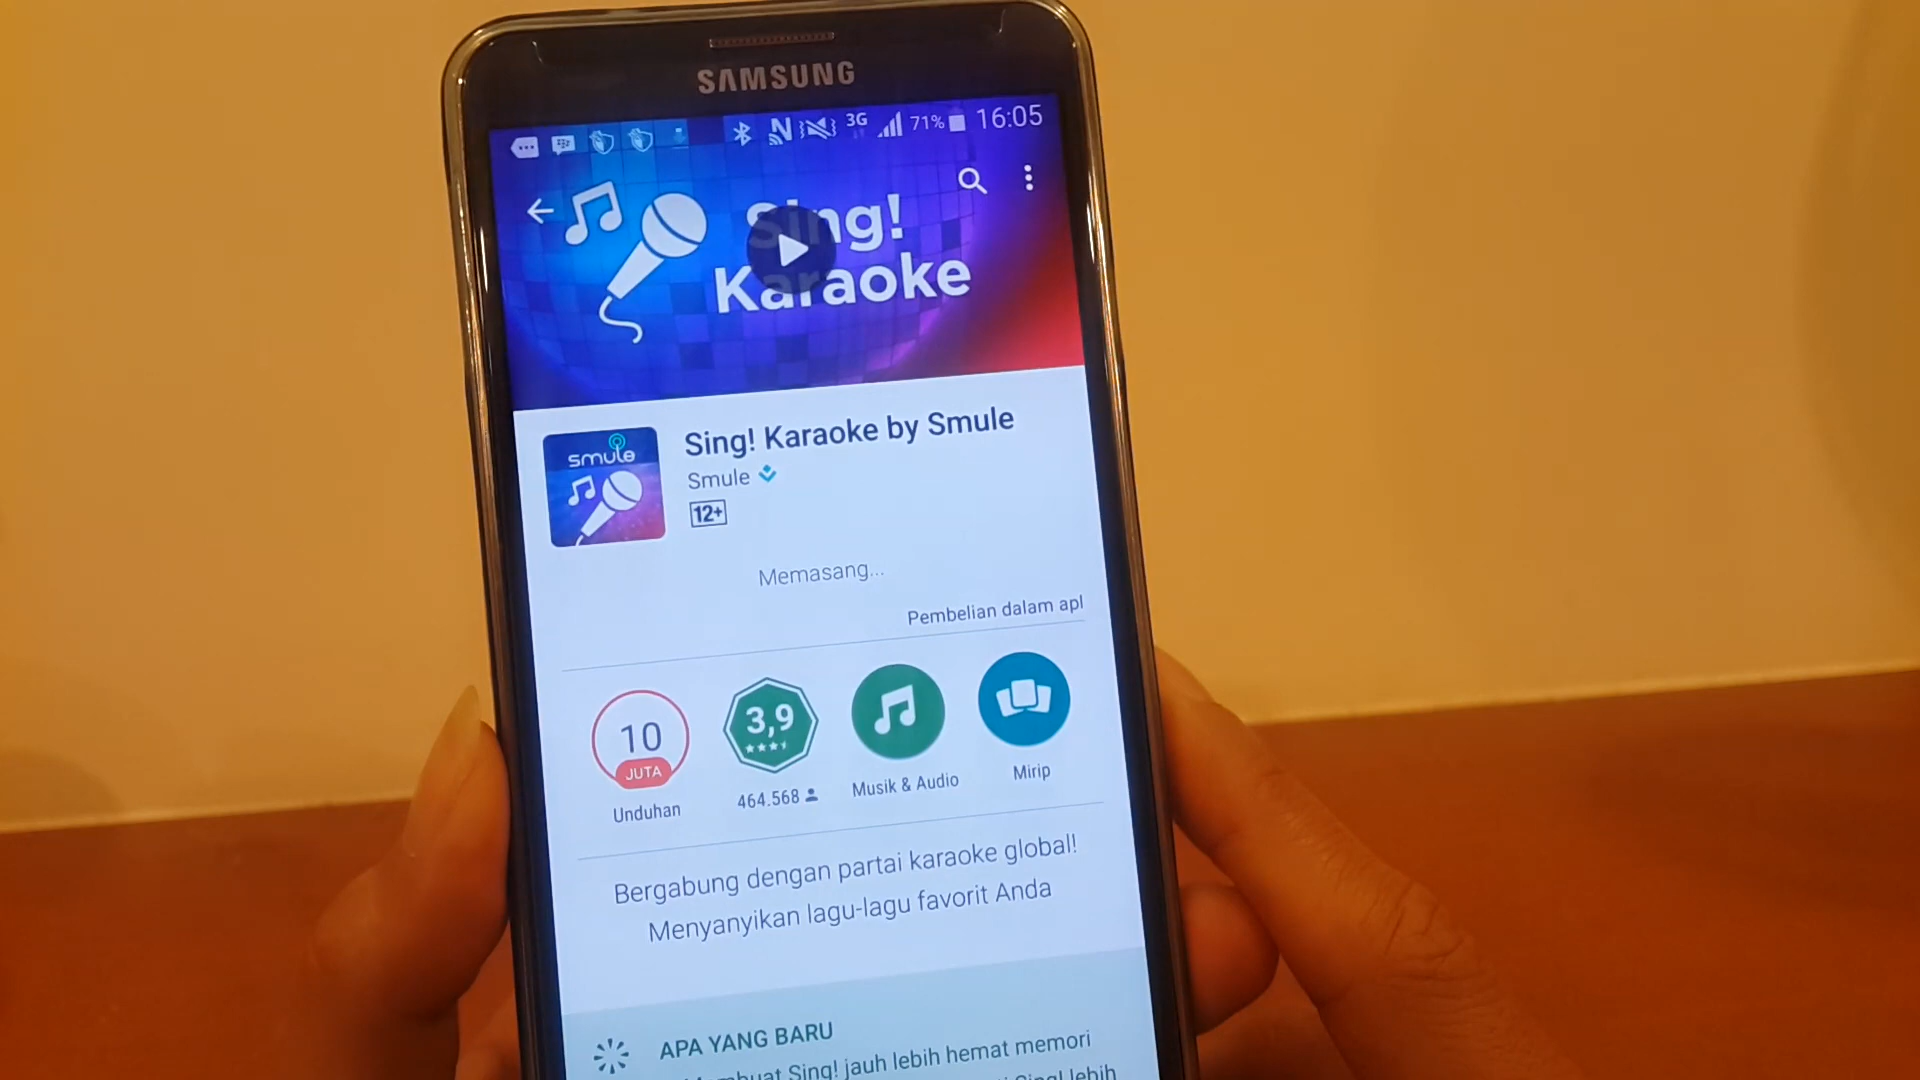 SAMSUNG
3G 71% 16:05
Sing!
Karaoke
smule
Sing! Karaoke by Smule
Smule
12+
Memasang...
Pembelian dalam apl
10
JUTA
Unduhan
3,9
464.568
Musik & Audio
Mirip
Bergabung dengan partai karaoke global!
Menyanyikan lagu-lagu favorit Anda
APA YANG BARU
Sing! jauh lebih hemat memori
Sing! lebih